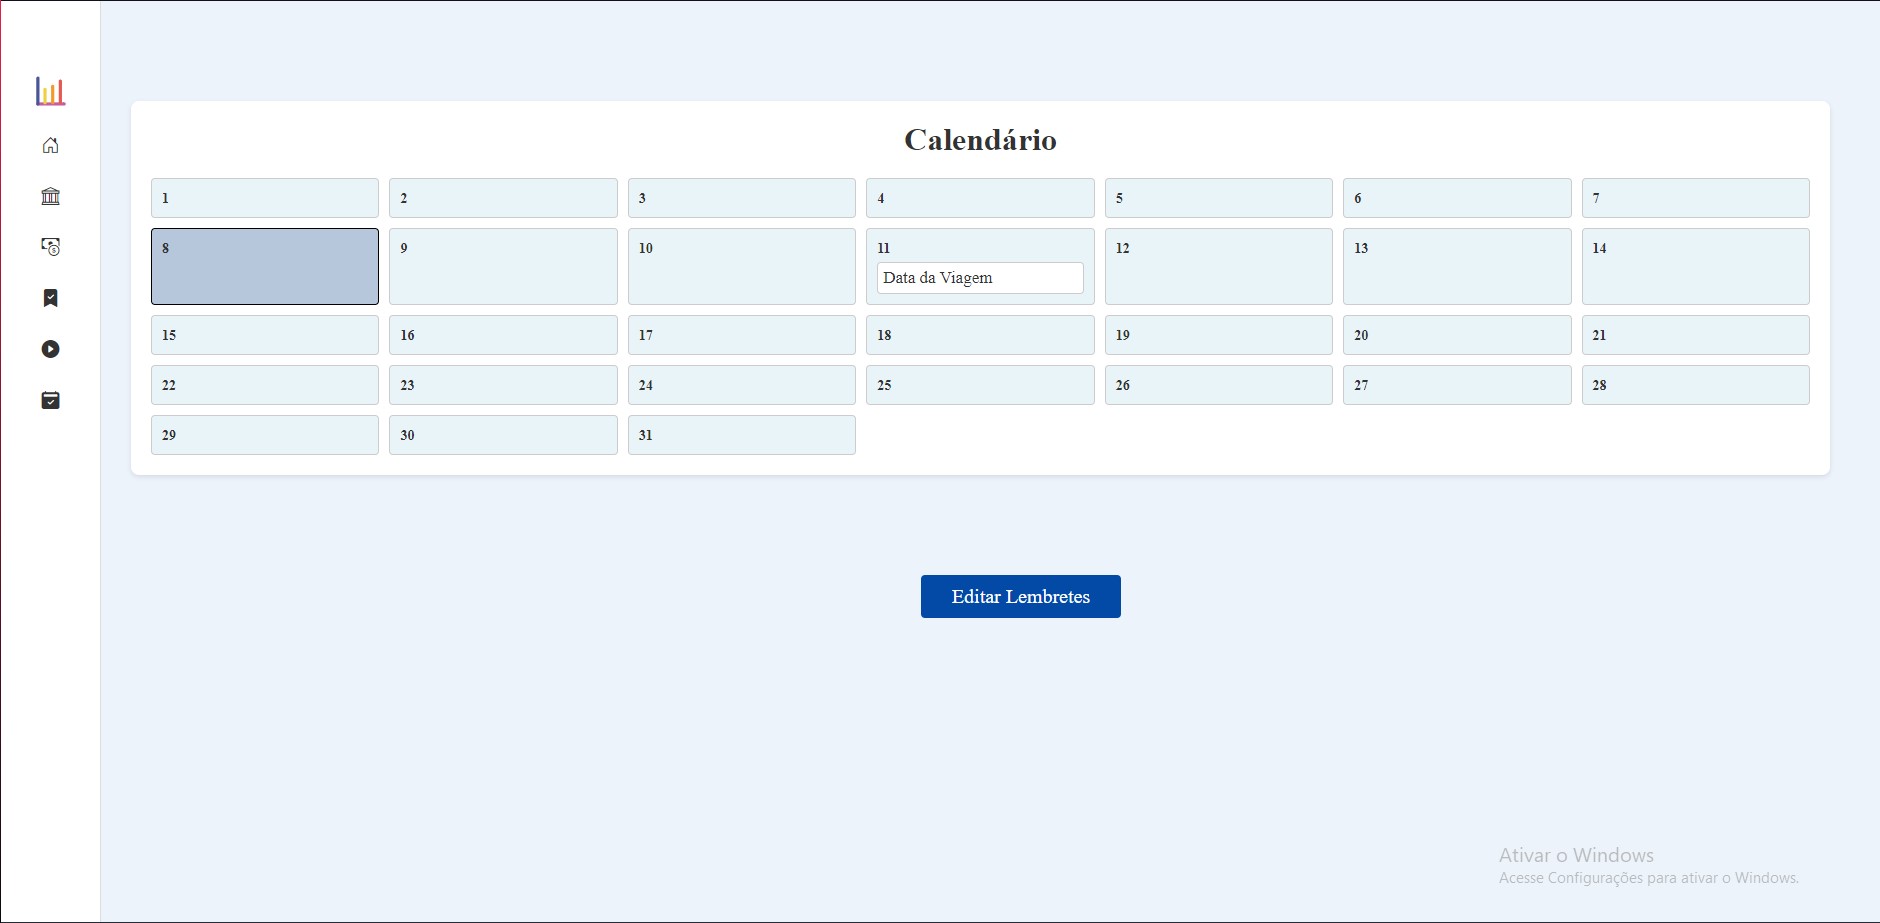 Calendário
1 2 3 4 5 6 7
8 9 10 11 12 13 14
Data da Viagem
15 16 17 18 19 20 21
22 23 24 25 26 27 28
29 30 31
Editar Lembretes
Ativar o Windows
Acesse Configurações para ativar o Windows.